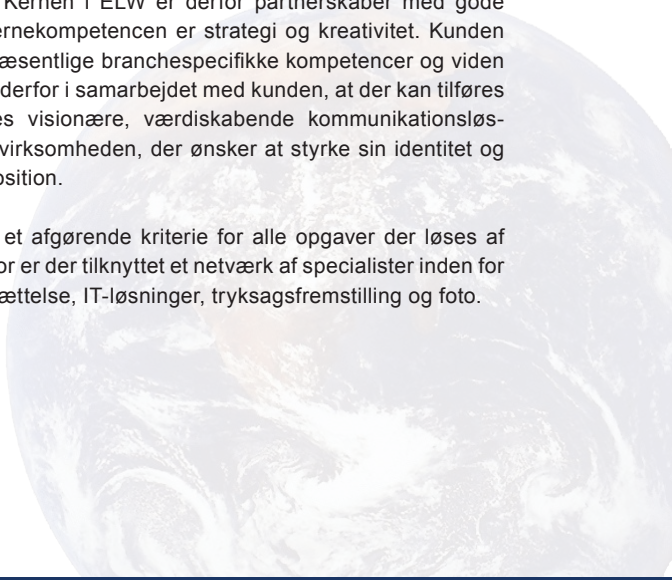 Kernen i ELW er derfor partnerskaber med gode
ernekompetencen er strategi og kreativitet. Kunden
æsentlige branchespecifikke kompetencer og viden
derfor i samarbejdet med kunden, at der kan tilføres
es visionære, værdiskabende kommunikationsløs-
virksomheden, der ønsker at styrke sin identitet og
osition.
et afgørende kriterie for alle opgaver der løses af
or er der tilknyttet et netværk af specialister inden for
ættelse, IT-løsninger, tryksagsfremstilling og foto.